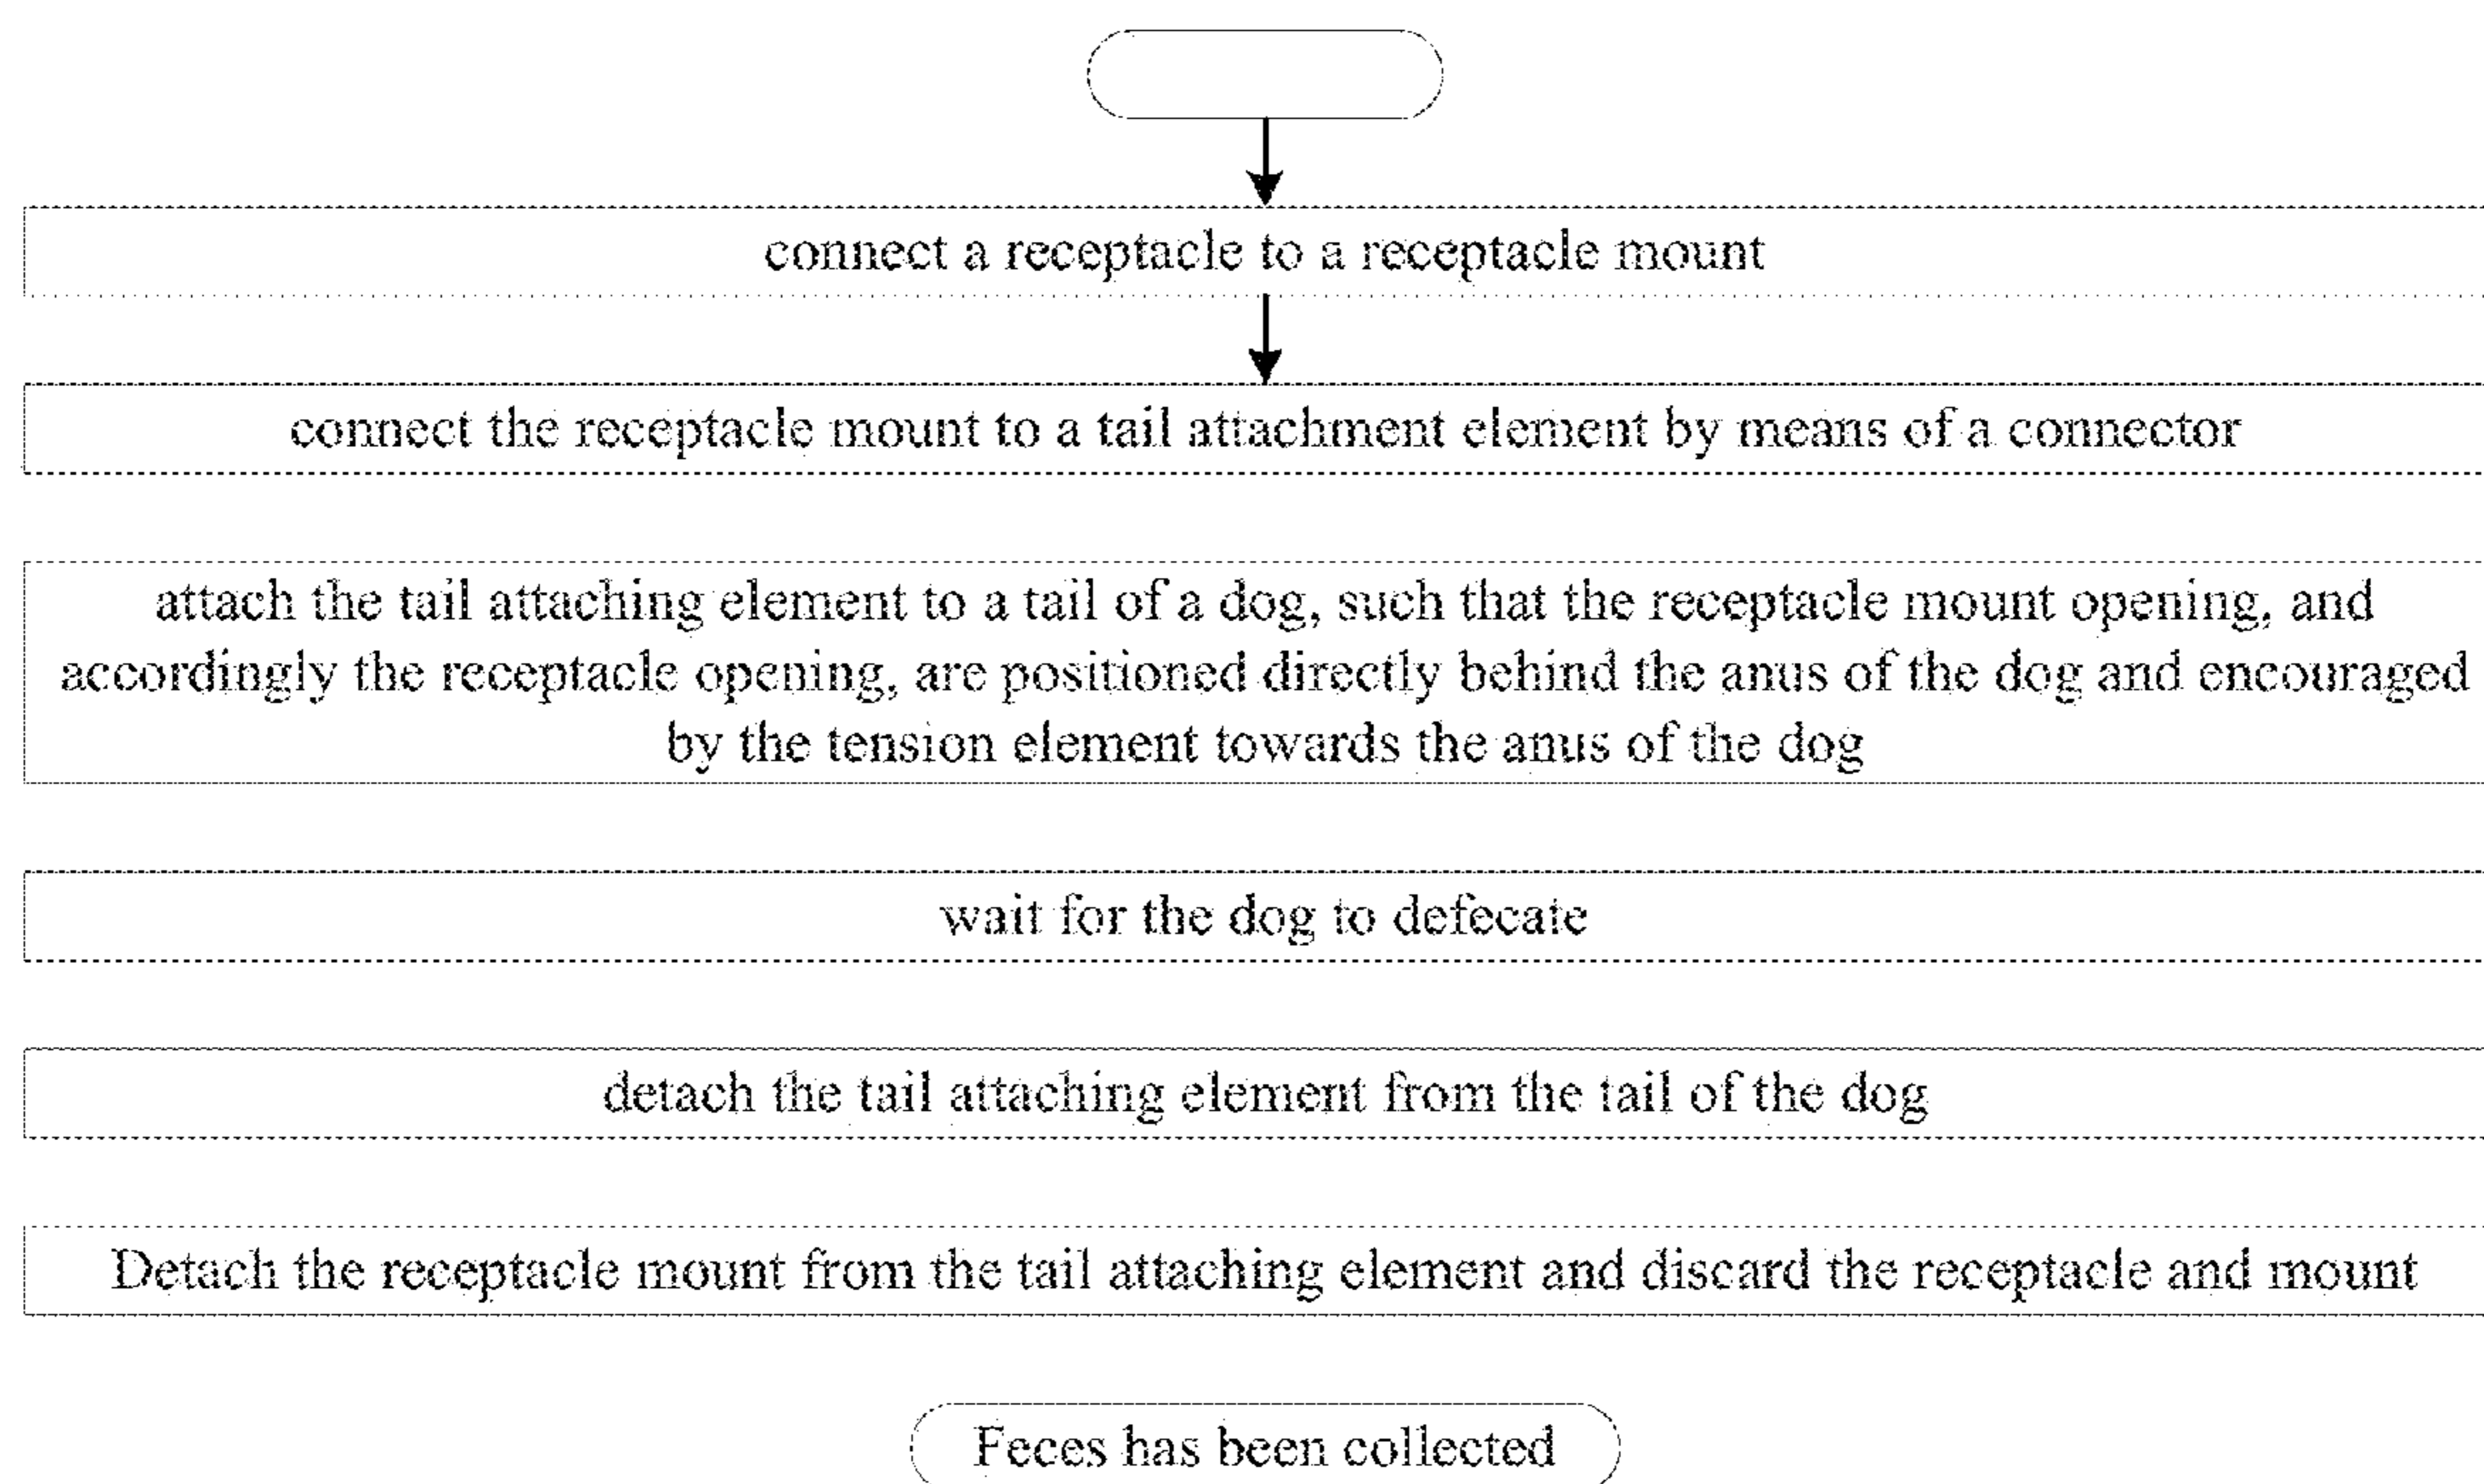 connect a receptacle to a receptacle mount
connect the receptacle mount to a tail attachment element by means of a connector
attach the tail attaching element to a tail of a dog, such that the receptacle mount opening, and
accordingly the receptacle opening, are positioned directly behind the anus of the dog and encouraged
by the tension element towards the anus of the dog
wait for the dog to defecate
detach the tail attaching element from the tail of the dog
Detach the receptacle mount from the tail attaching element and discard the receptacle and mount
Feces has been collected